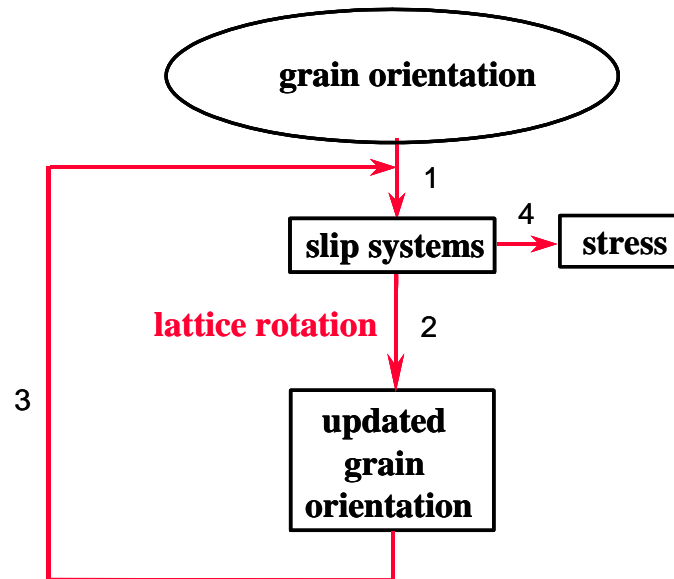 grain orientation
1
4
slip systems
stress
lattice rotation
2
3
updated
grain
orientation